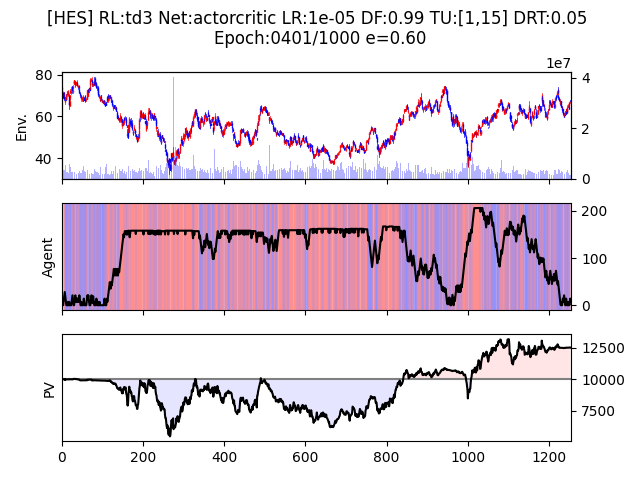 [HES] RL:td3 Net:actorcritic LR:1e-05 DF:0.99 TU:[1,15] DRT:0.05
Epoch:0401/1000 e=0.60
1e7
80
60
40
Env.
4
2
0
Agent
200
100
0
PV
12500
10000
7500
0 200 400 600 800 1000 1200